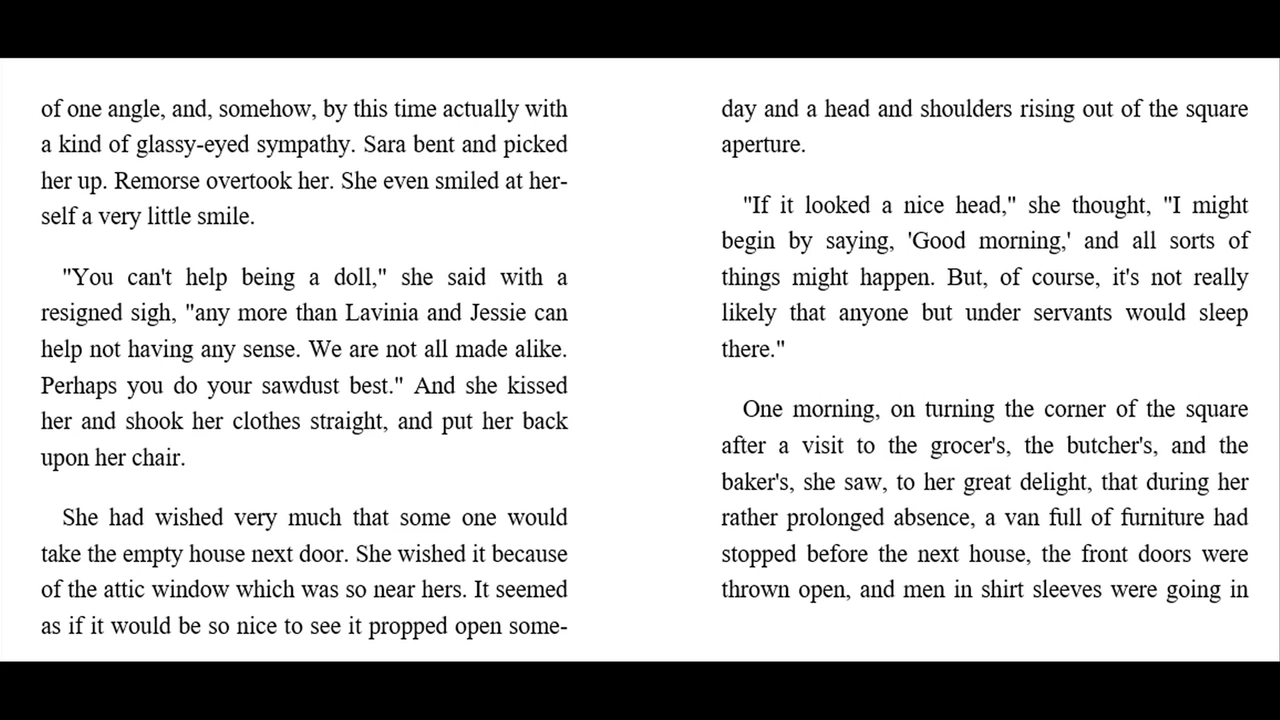 of one angle, and, somehow, by this time actually with
a kind of glassy-eyed sympathy. Sara bent and picked
her up. Remorse overtook her. She even smiled at her-
self a very little smile.
"You can't help being a doll," she said with a
resigned sigh, "any more than Lavinia and Jessie can
help not having any sense. We are not all made alike.
Perhaps you do your sawdust best." And she kissed
her and shook her clothes straight, and put her back
upon her chair.
She had wished very much that some one would
take the empty house next door. She wished it because
of the attic window which was so near hers. It seemed
as if it would be so nice to see it propped open some-
day and a head and shoulders rising out of the square
aperture.
"If it looked a nice head," she thought, "I might
begin by saying, 'Good morning,' and all sorts of
things might happen. But, of course, it's not really
likely that anyone but under servants would sleep
there."
One morning, on turning the corner of the square
after a visit to the grocer's, the butcher's, and the
baker's, she saw, to her great delight, that during her
rather prolonged absence, a van full of furniture had
stopped before the next house, the front doors were
thrown open, and men in shirt sleeves were going in